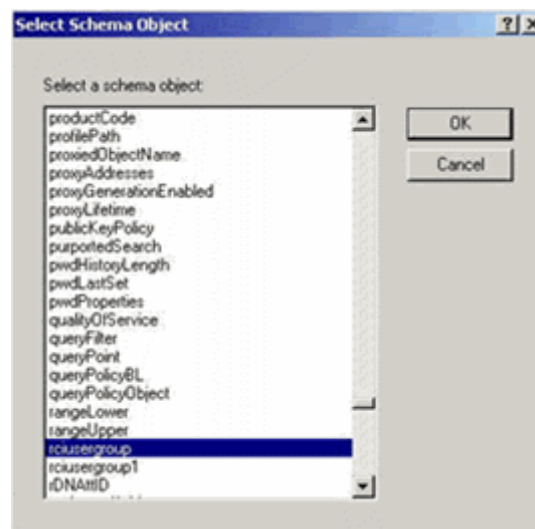 Select Schema Object
Select a schema object:
productCode
profilePath
proxiedObjectName
proxyAddresses
proxyGenerationEnabled
proxyLifetime
publicKeyPolicy
purportedSearch
pwdHistoryLength
pwdLastSet
pwdProperties
qualityOfService
queryFilter
queryPoint
queryPolicyBL
queryPolicyObject
rangeLower
rangeUpper
rciusergroup
rciusergroup1
rDNAttID
OK
Cancel